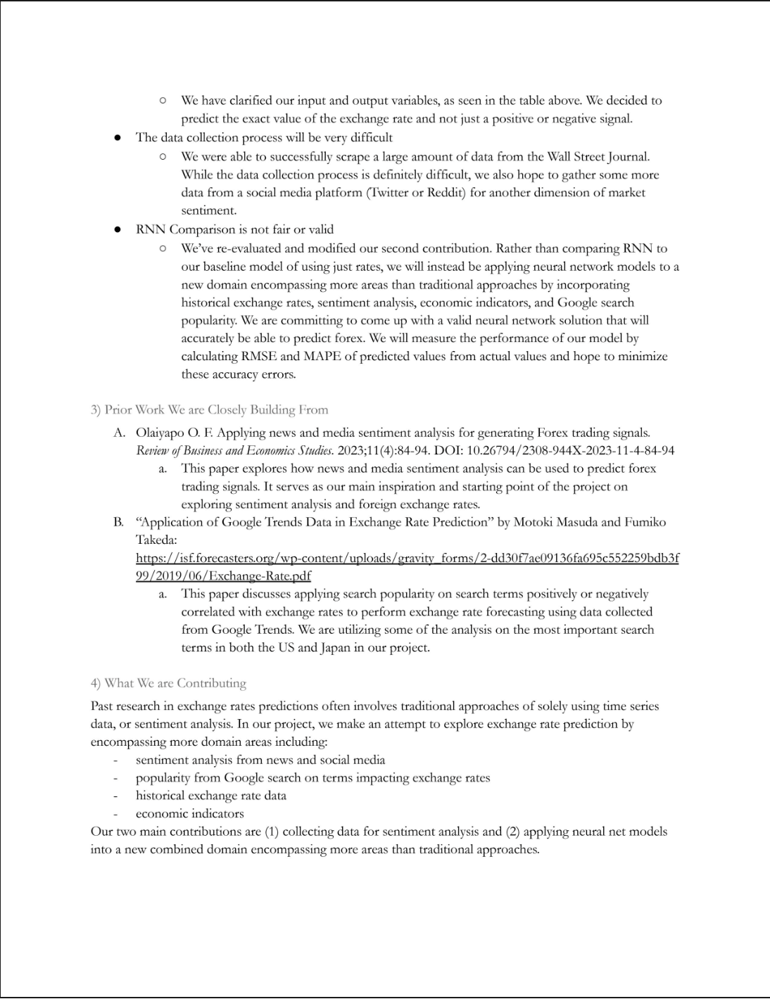 ○ We have clarified our input and output variables, as seen in the table above. We decided to
predict the exact value of the exchange rate and not just a positive or negative signal.
● The data collection process will be very difficult
○ We were able to successfully scrape a large amount of data from the Wall Street Journal.
While the data collection process is definitely difficult, we also hope to gather some more
data from a social media platform (Twitter or Reddit) for another dimension of market
sentiment.
● RNN Comparison is not fair or valid
○ We’ve re-evaluated and modified our second contribution. Rather than comparing RNN to
our baseline model of using just rates, we will instead be applying neural network models to a
new domain encompassing more areas than traditional approaches by incorporating
historical exchange rates, sentiment analysis, economic indicators, and Google search
popularity. We are committing to come up with a valid neural network solution that will
accurately be able to predict forex. We will measure the performance of our model by
calculating RMSE and MAPE of predicted values from actual values and hope to minimize
these accuracy errors.
3) Prior Work We are Closely Building From
A. Olaiyapo O. F. Applying news and media sentiment analysis for generating Forex trading signals.
Review of Business and Economics Studies. 2023;11(4):84-94. DOI: 10.26794/2308-944X-2023-11-4-84-94
a. This paper explores how news and media sentiment analysis can be used to predict forex
trading signals. It serves as our main inspiration and starting point of the project on
exploring sentiment analysis and foreign exchange rates.
B. “Application of Google Trends Data in Exchange Rate Prediction” by Motoki Masuda and Fumiko
Takeda:
https://isf.forecasters.org/wp-content/uploads/gravity_forms/2-dd30f7ae09136fa695c552259bdb3f
99/2019/06/Exchange-Rate.pdf
a. This paper discusses applying search popularity on search terms positively or negatively
correlated with exchange rates to perform exchange rate forecasting using data collected
from Google Trends. We are utilizing some of the analysis on the most important search
terms in both the US and Japan in our project.
4) What We are Contributing
Past research in exchange rates predictions often involves traditional approaches of solely using time series
data, or sentiment analysis. In our project, we make an attempt to explore exchange rate prediction by
encompassing more domain areas including:
- sentiment analysis from news and social media
- popularity from Google search on terms impacting exchange rates
- historical exchange rate data
- economic indicators
Our two main contributions are (1) collecting data for sentiment analysis and (2) applying neural net models
into a new combined domain encompassing more areas than traditional approaches.